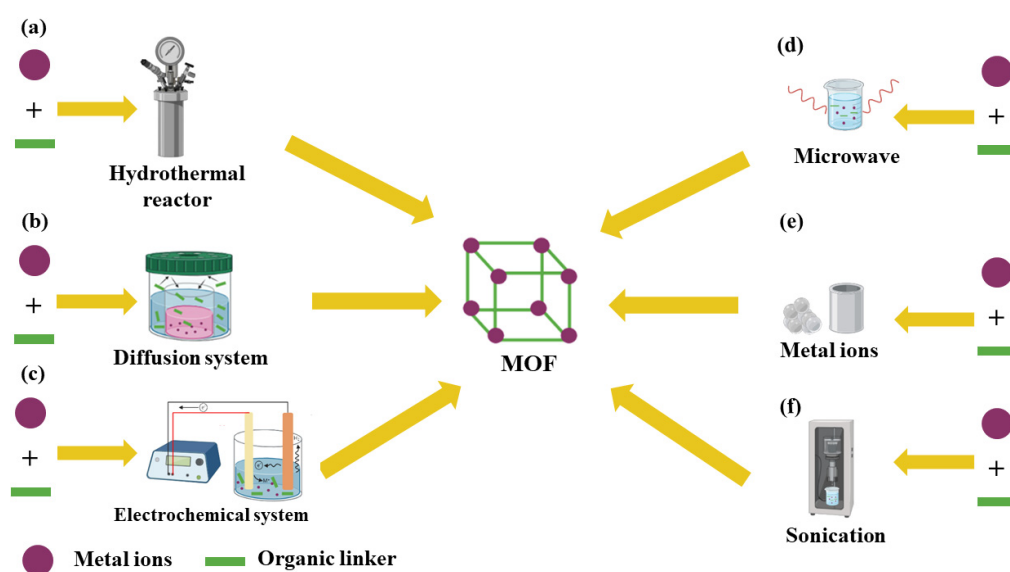 (a)
+
Hydrothermal
reactor
(b)
+
Diffusion system
(c)
+
Electrochemical system
MOF
(d)
+
Microwave
(e)
+
Metal ions
(f)
+
Sonication
Metal ions
Organic linker